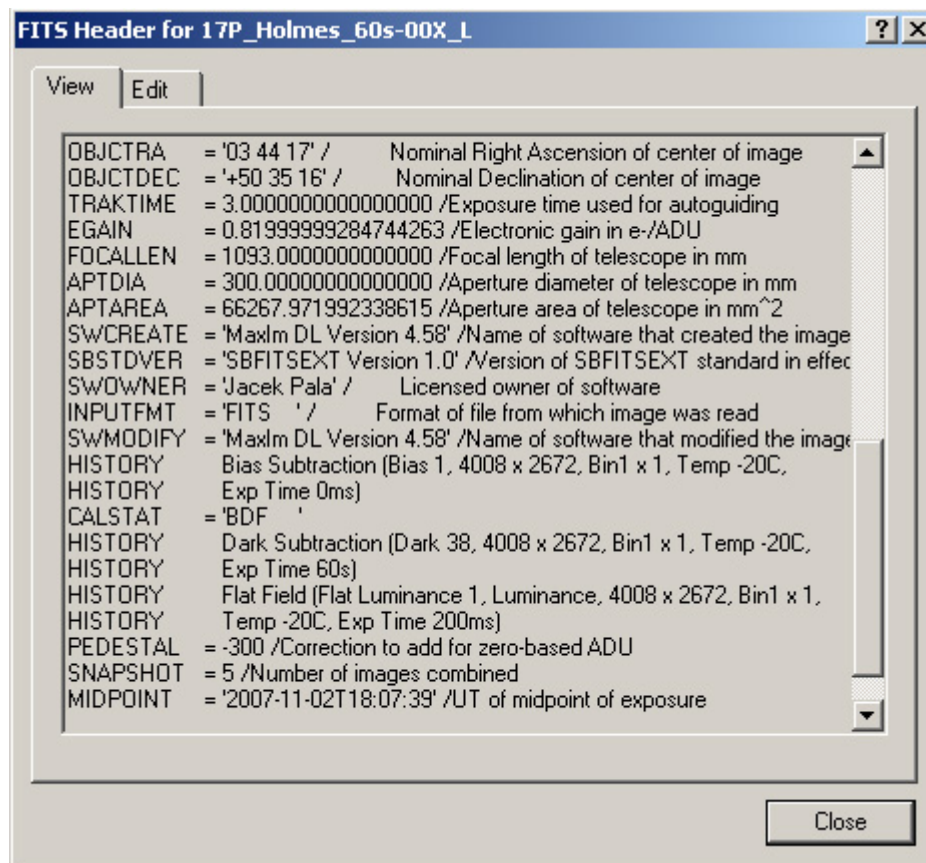 FITS Header for 17P_Holmes_60s-00X_L
View Edit
OBJCTRA = '03 44 17' / Nominal Right Ascension of center of image
OBJCTDEC = '+50 35 16' / Nominal Declination of center of image
TRAKTIME = 3.0000000000000000 /Exposure time used for autoguiding
EGAIN = 0.81999999284744263 /Electronic gain in e-/ADU
FOCALLEN = 1093.0000000000000 /Focal length of telescope in mm
APTDIA = 300.00000000000000 /Aperture diameter of telescope in mm
APTAREA = 66267.971992338615 /Aperture area of telescope in mm^2
SWCREATE = 'MaxIm DL Version 4.58' /Name of software that created the image
SBSTDVER = 'SBFITSEXT Version 1.0' /Version of SBFITSEXT standard in effec
SWOWNER = 'Jacek Pala' / Licensed owner of software
INPUTFMT = 'FITS ' / Format of file from which image was read
SWMODIFY = 'MaxIm DL Version 4.58' /Name of software that modified the image
HISTORY Bias Subtraction (Bias 1, 4008 x 2672, Bin1 x 1, Temp -20C,
HISTORY Exp Time 0ms)
CALSTAT = 'BDF '
HISTORY Dark Subtraction (Dark 38, 4008 x 2672, Bin1 x 1, Temp -20C,
HISTORY Exp Time 60s)
HISTORY Flat Field (Flat Luminance 1, Luminance, 4008 x 2672, Bin1 x 1,
HISTORY Temp -20C, Exp Time 200ms)
PEDESTAL = -300 /Correction to add for zero-based ADU
SNAPSHOT = 5 /Number of images combined
MIDPOINT = '2007-11-02T18:07:39' /UT of midpoint of exposure
Close